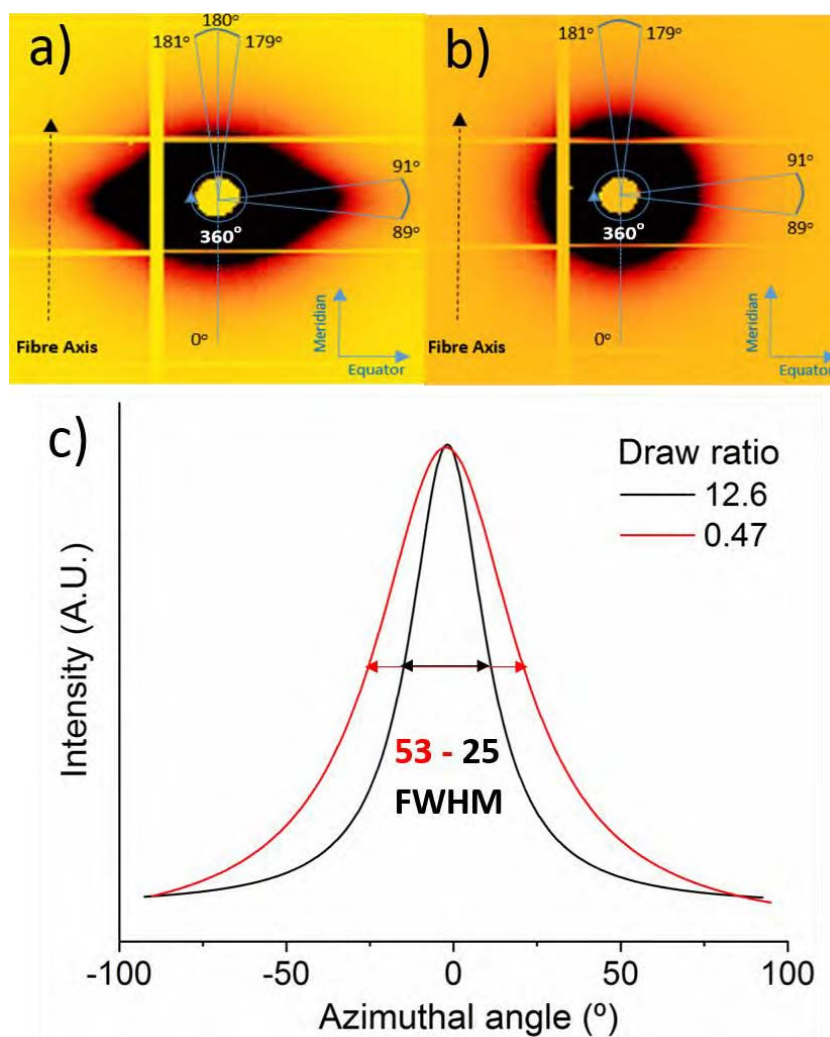 a)
180°
181°
179°
91°
89°
360°
0°
Fibre Axis
Meridian
Equator
b)
181°
179°
91°
89°
360°
0°
Fibre Axis
Meridian
Equator
c)
Draw ratio
12.6
0.47
53 - 25
FWHM
Intensity (A.U.)
-100
-50
0
50
100
Azimuthal angle (º)